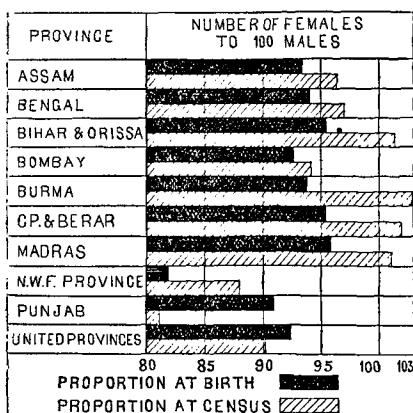 PROVINCE
NUMBER OF FEMALES
TO 100 MALES
ASSAM
BENGAL
BIHAR & ORISSA
BOMBAY
BURMA
C.P. & BERAR
MADRAS
N.W.F. PROVINCE
PUNJAB
UNITED PROVINCES
80 85 90 95 100 103
PROPORTION AT BIRTH
PROPORTION AT CENSUS